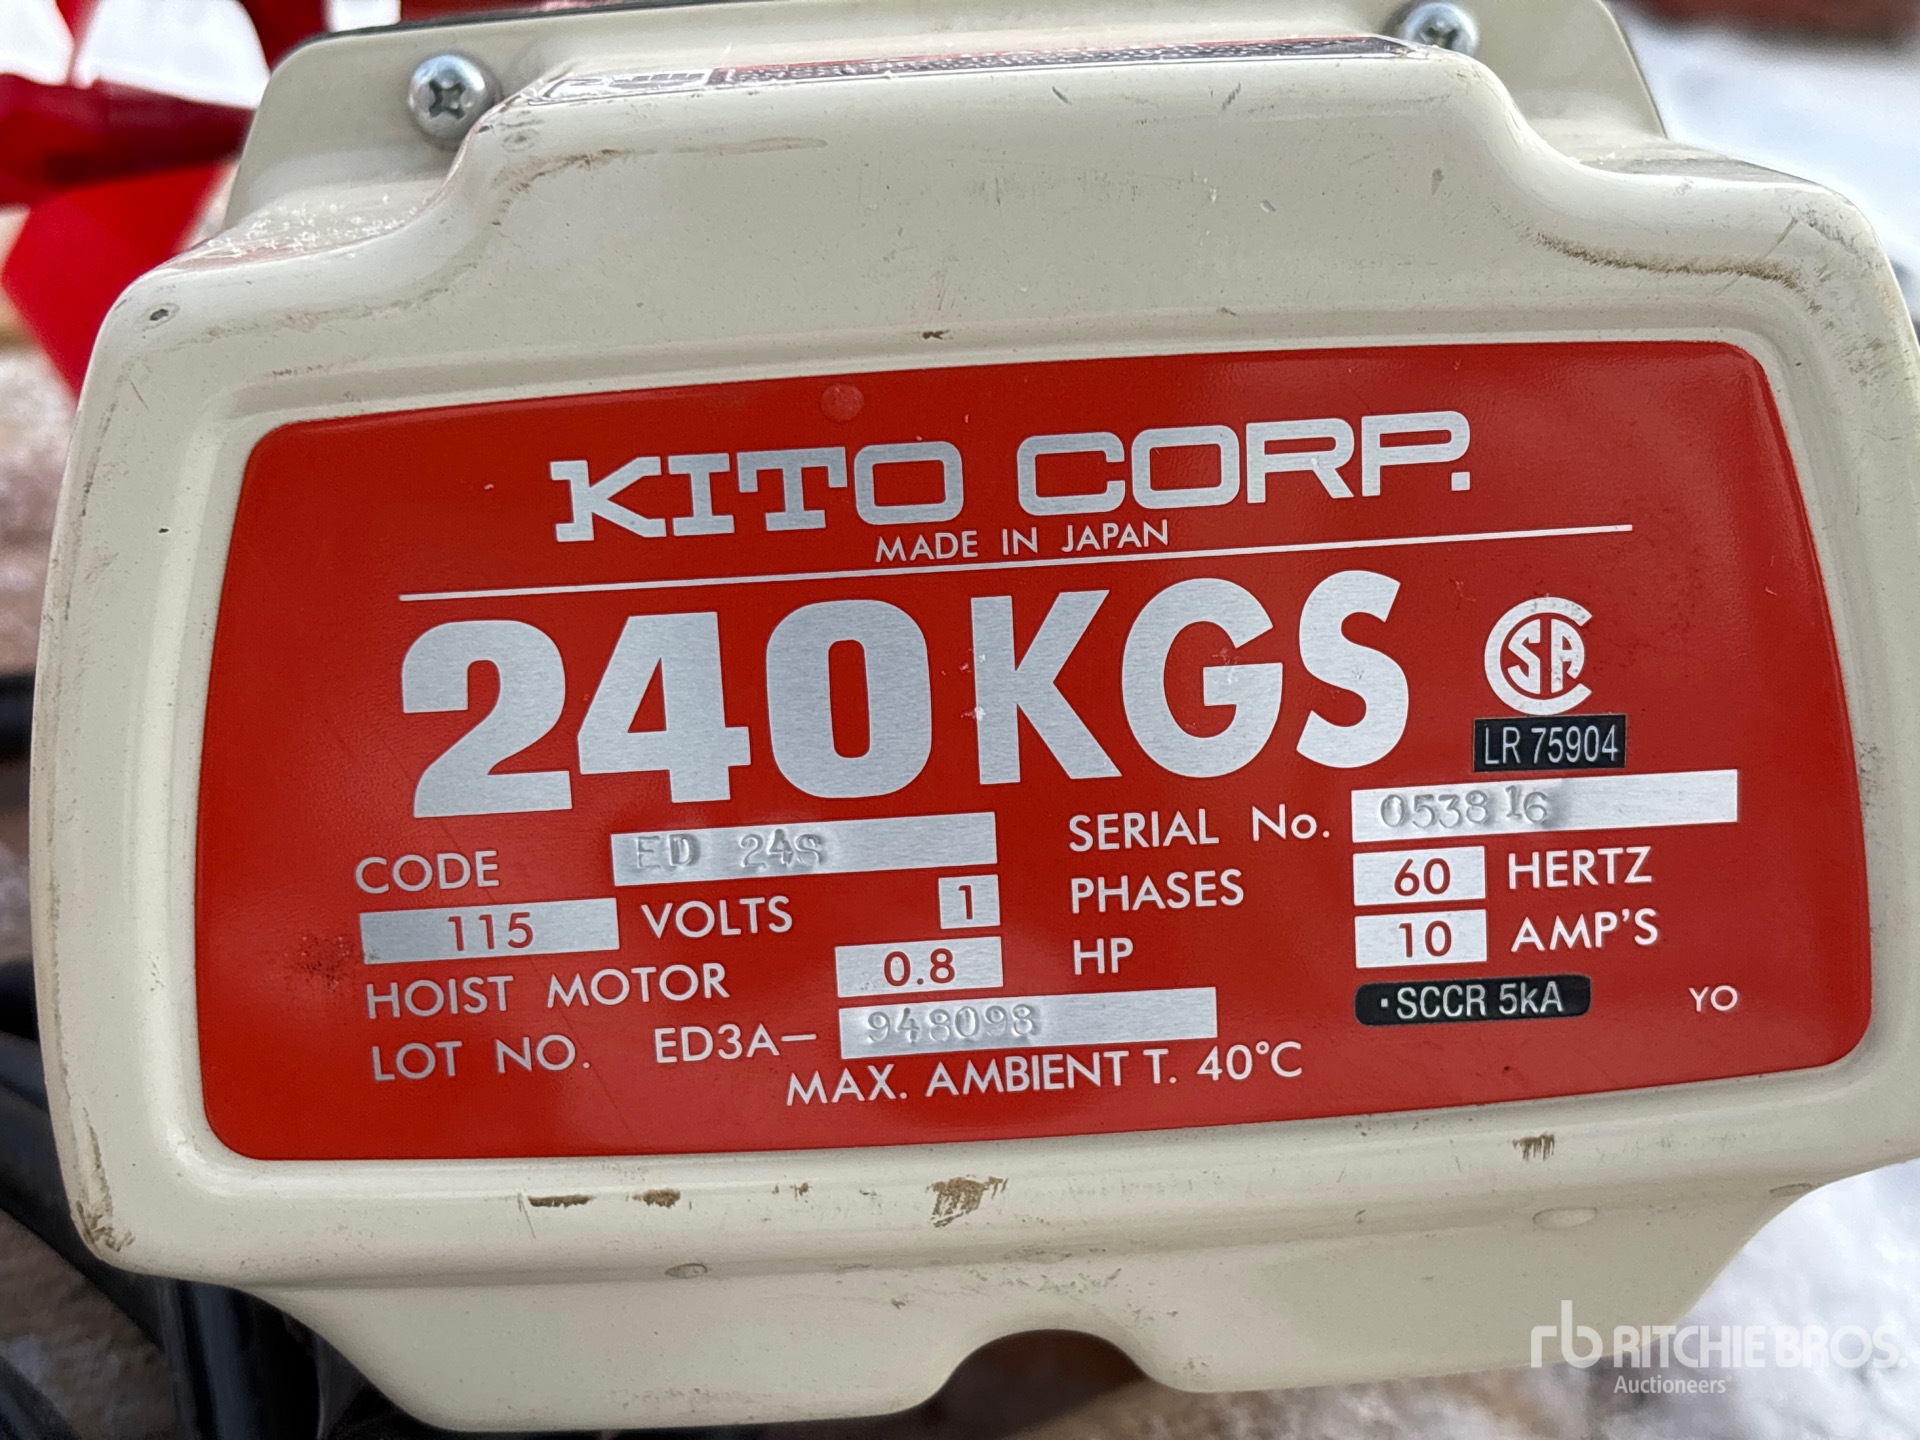 KITO CORP.
MADE IN JAPAN
240KGS
CSA
LR 75904
CODE ED 24S SERIAL No. 053816
115 VOLTS 1 PHASES 60 HERTZ
HOIST MOTOR 0.8 HP 10 AMP'S
LOT NO. ED3A- 948098 ·SCCR 5kA YO
MAX. AMBIENT T. 40°C
rb RITCHIE BROS.
Auctioneers